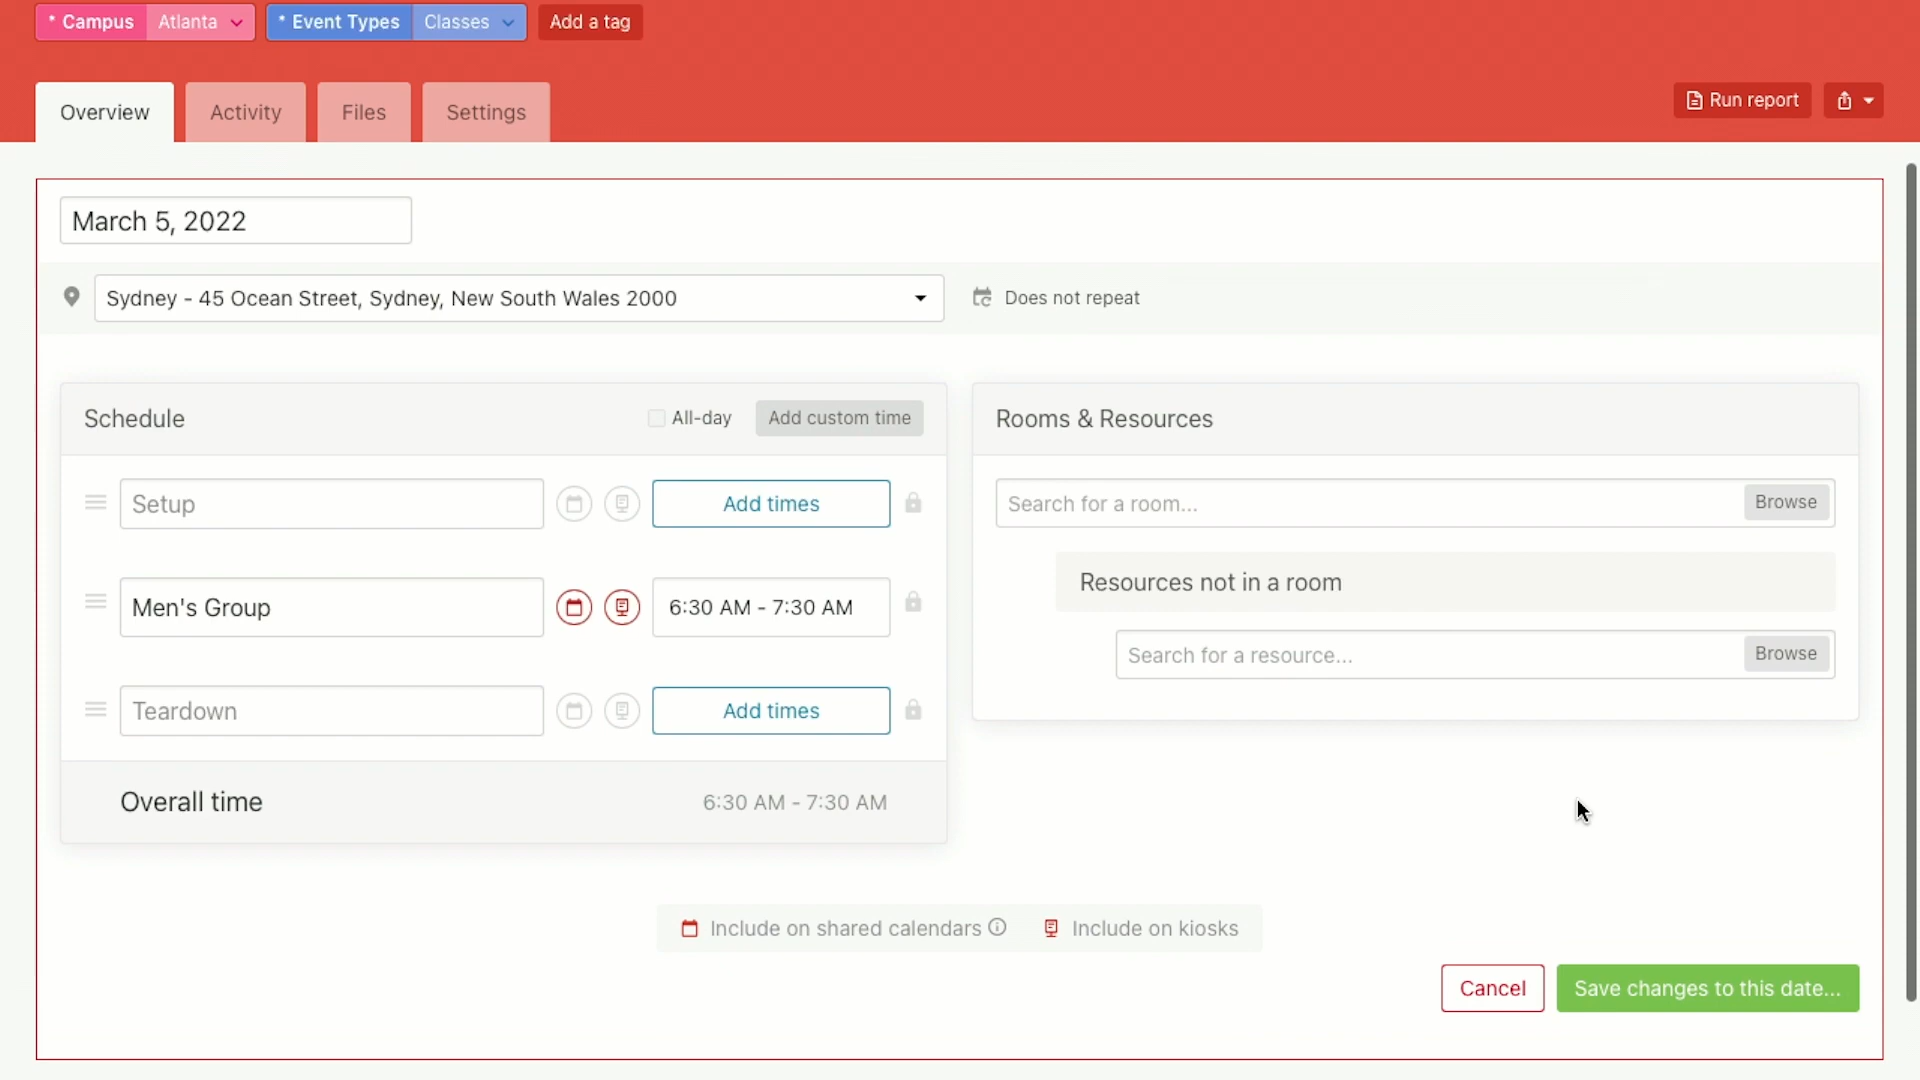 * Campus Atlanta * Event Types Classes Add a tag
Overview Activity Files Settings Run report
March 5, 2022
Sydney - 45 Ocean Street, Sydney, New South Wales 2000 Does not repeat
Schedule All-day Add custom time
Setup Add times
Men's Group 6:30 AM - 7:30 AM
Teardown Add times
Overall time 6:30 AM - 7:30 AM
Rooms & Resources
Search for a room... Browse
Resources not in a room
Search for a resource... Browse
Include on shared calendars Include on kiosks
Cancel Save changes to this date...